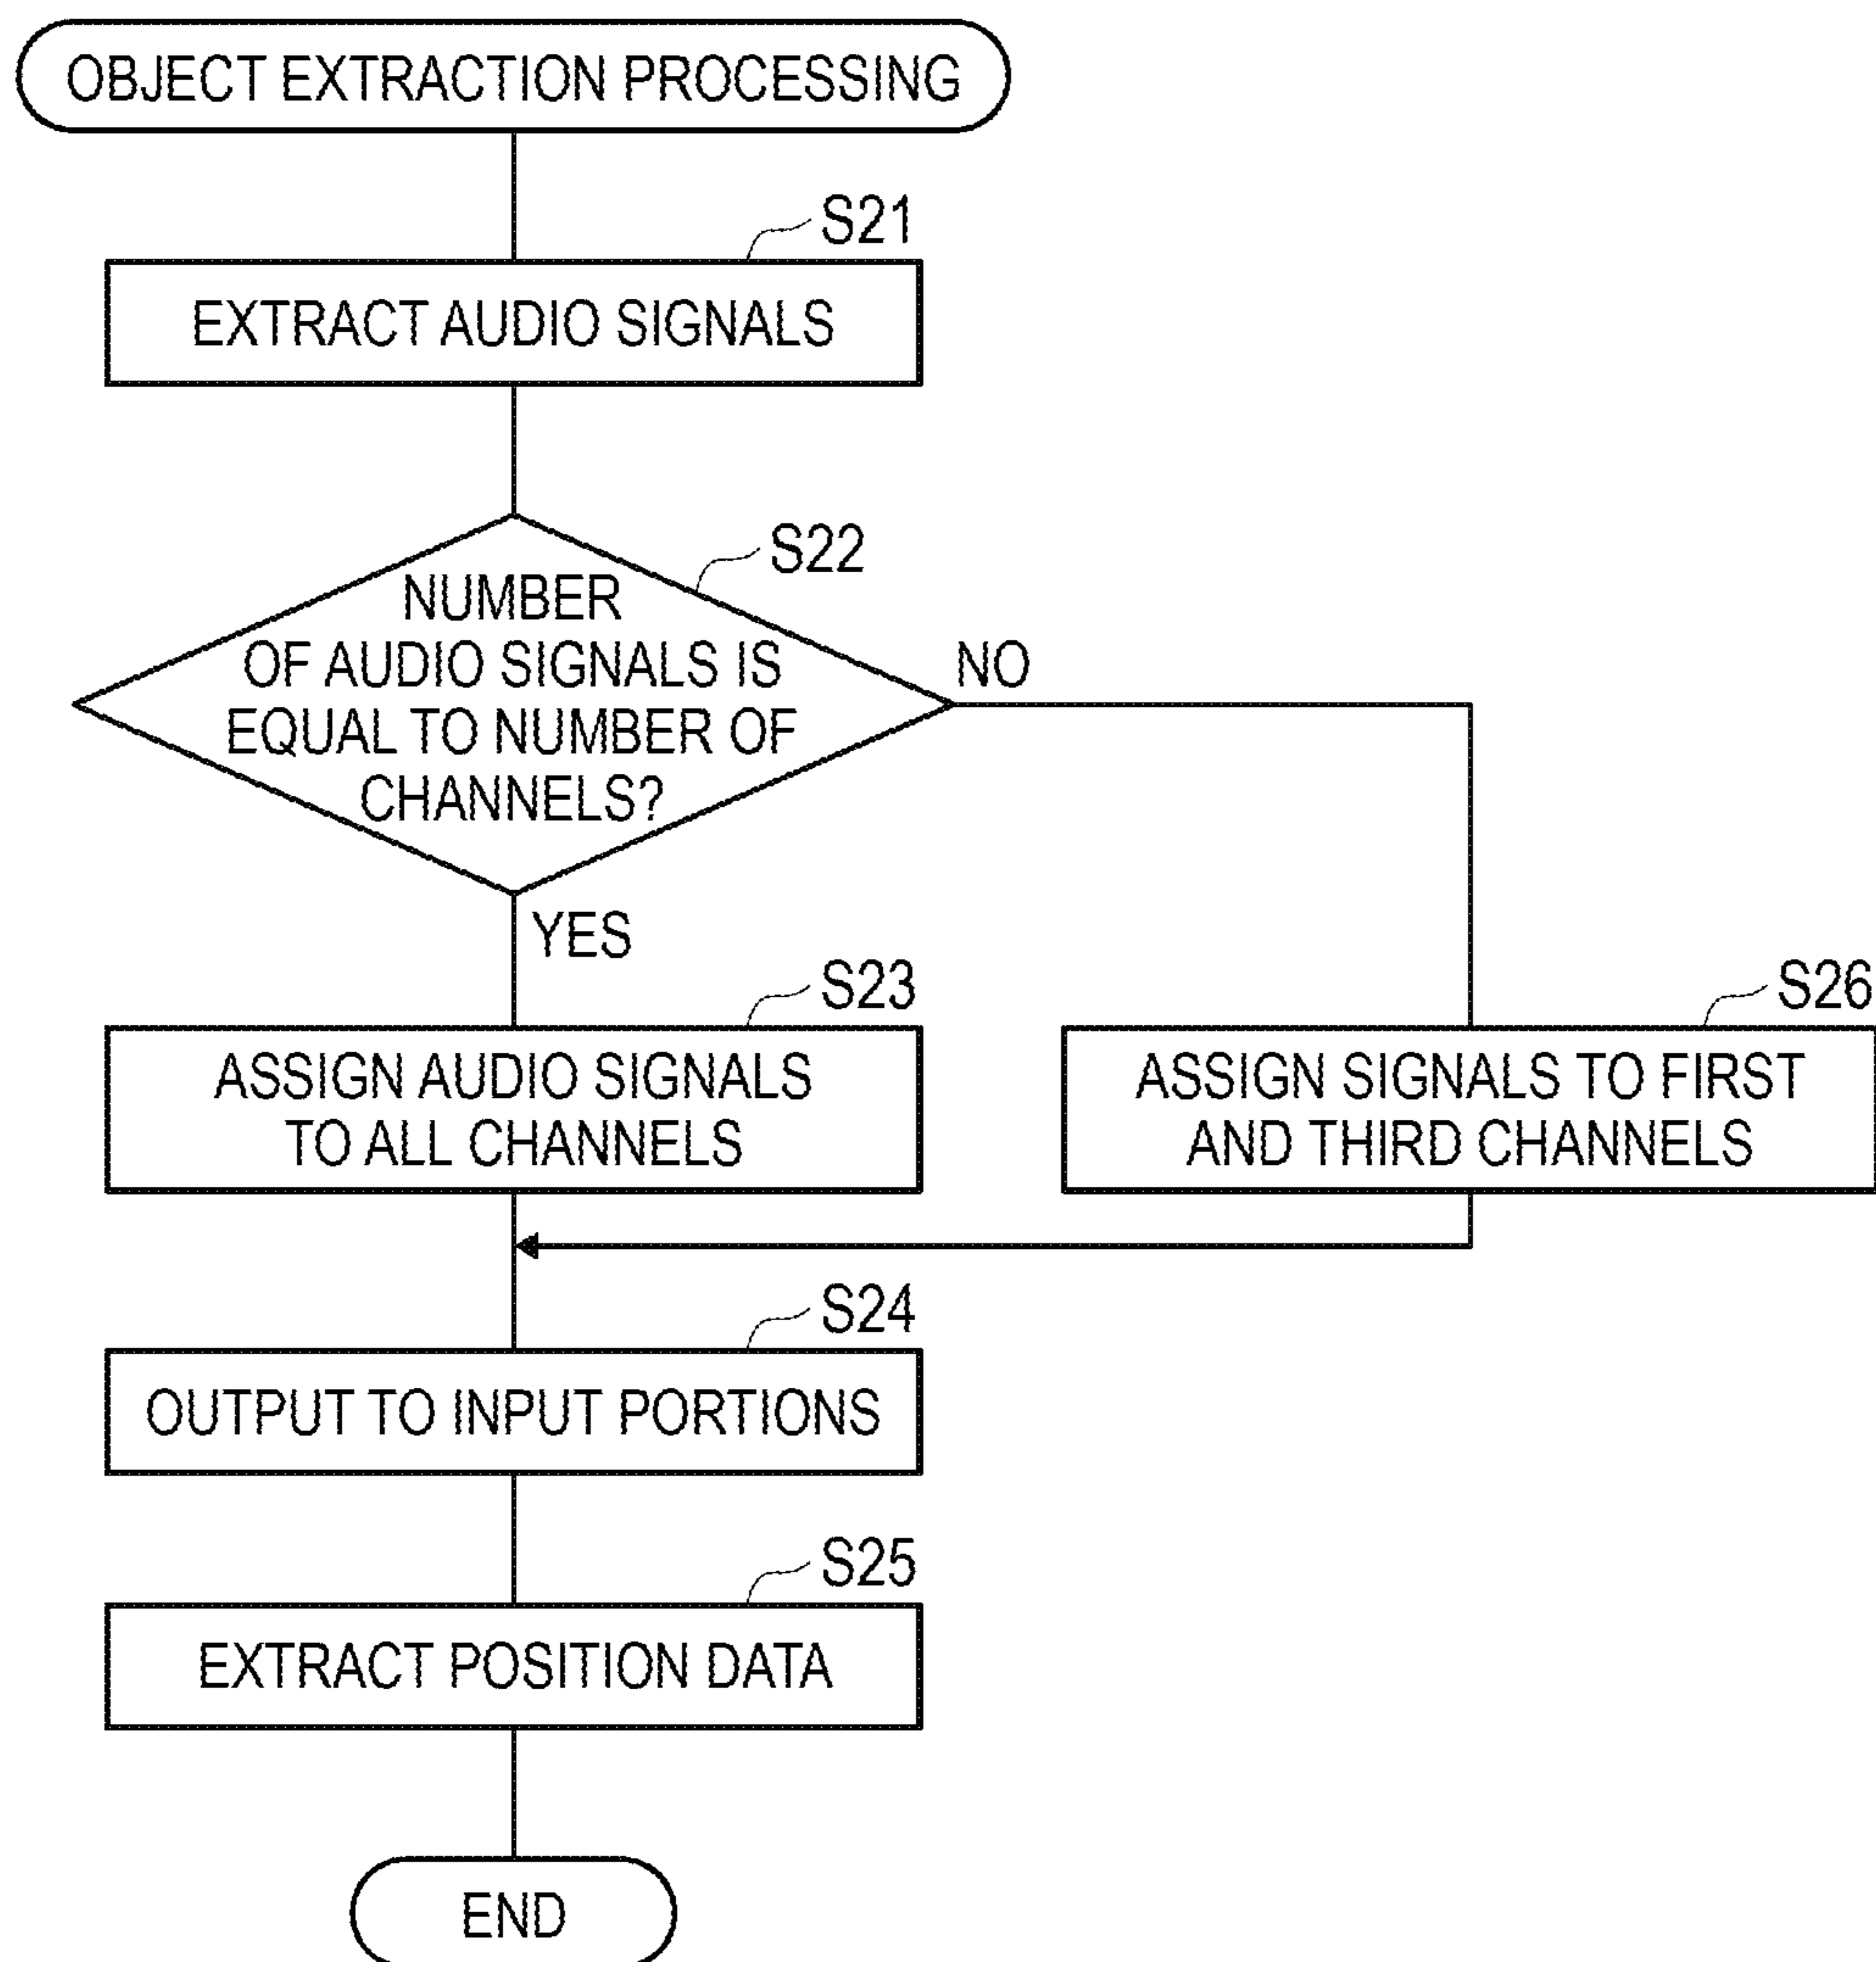 OBJECT EXTRACTION PROCESSING
S21
EXTRACT AUDIO SIGNALS
S22
NUMBER
OF AUDIO SIGNALS IS
EQUAL TO NUMBER OF
CHANNELS?
NO
YES
S23
ASSIGN AUDIO SIGNALS
TO ALL CHANNELS
S26
ASSIGN SIGNALS TO FIRST
AND THIRD CHANNELS
S24
OUTPUT TO INPUT PORTIONS
S25
EXTRACT POSITION DATA
END